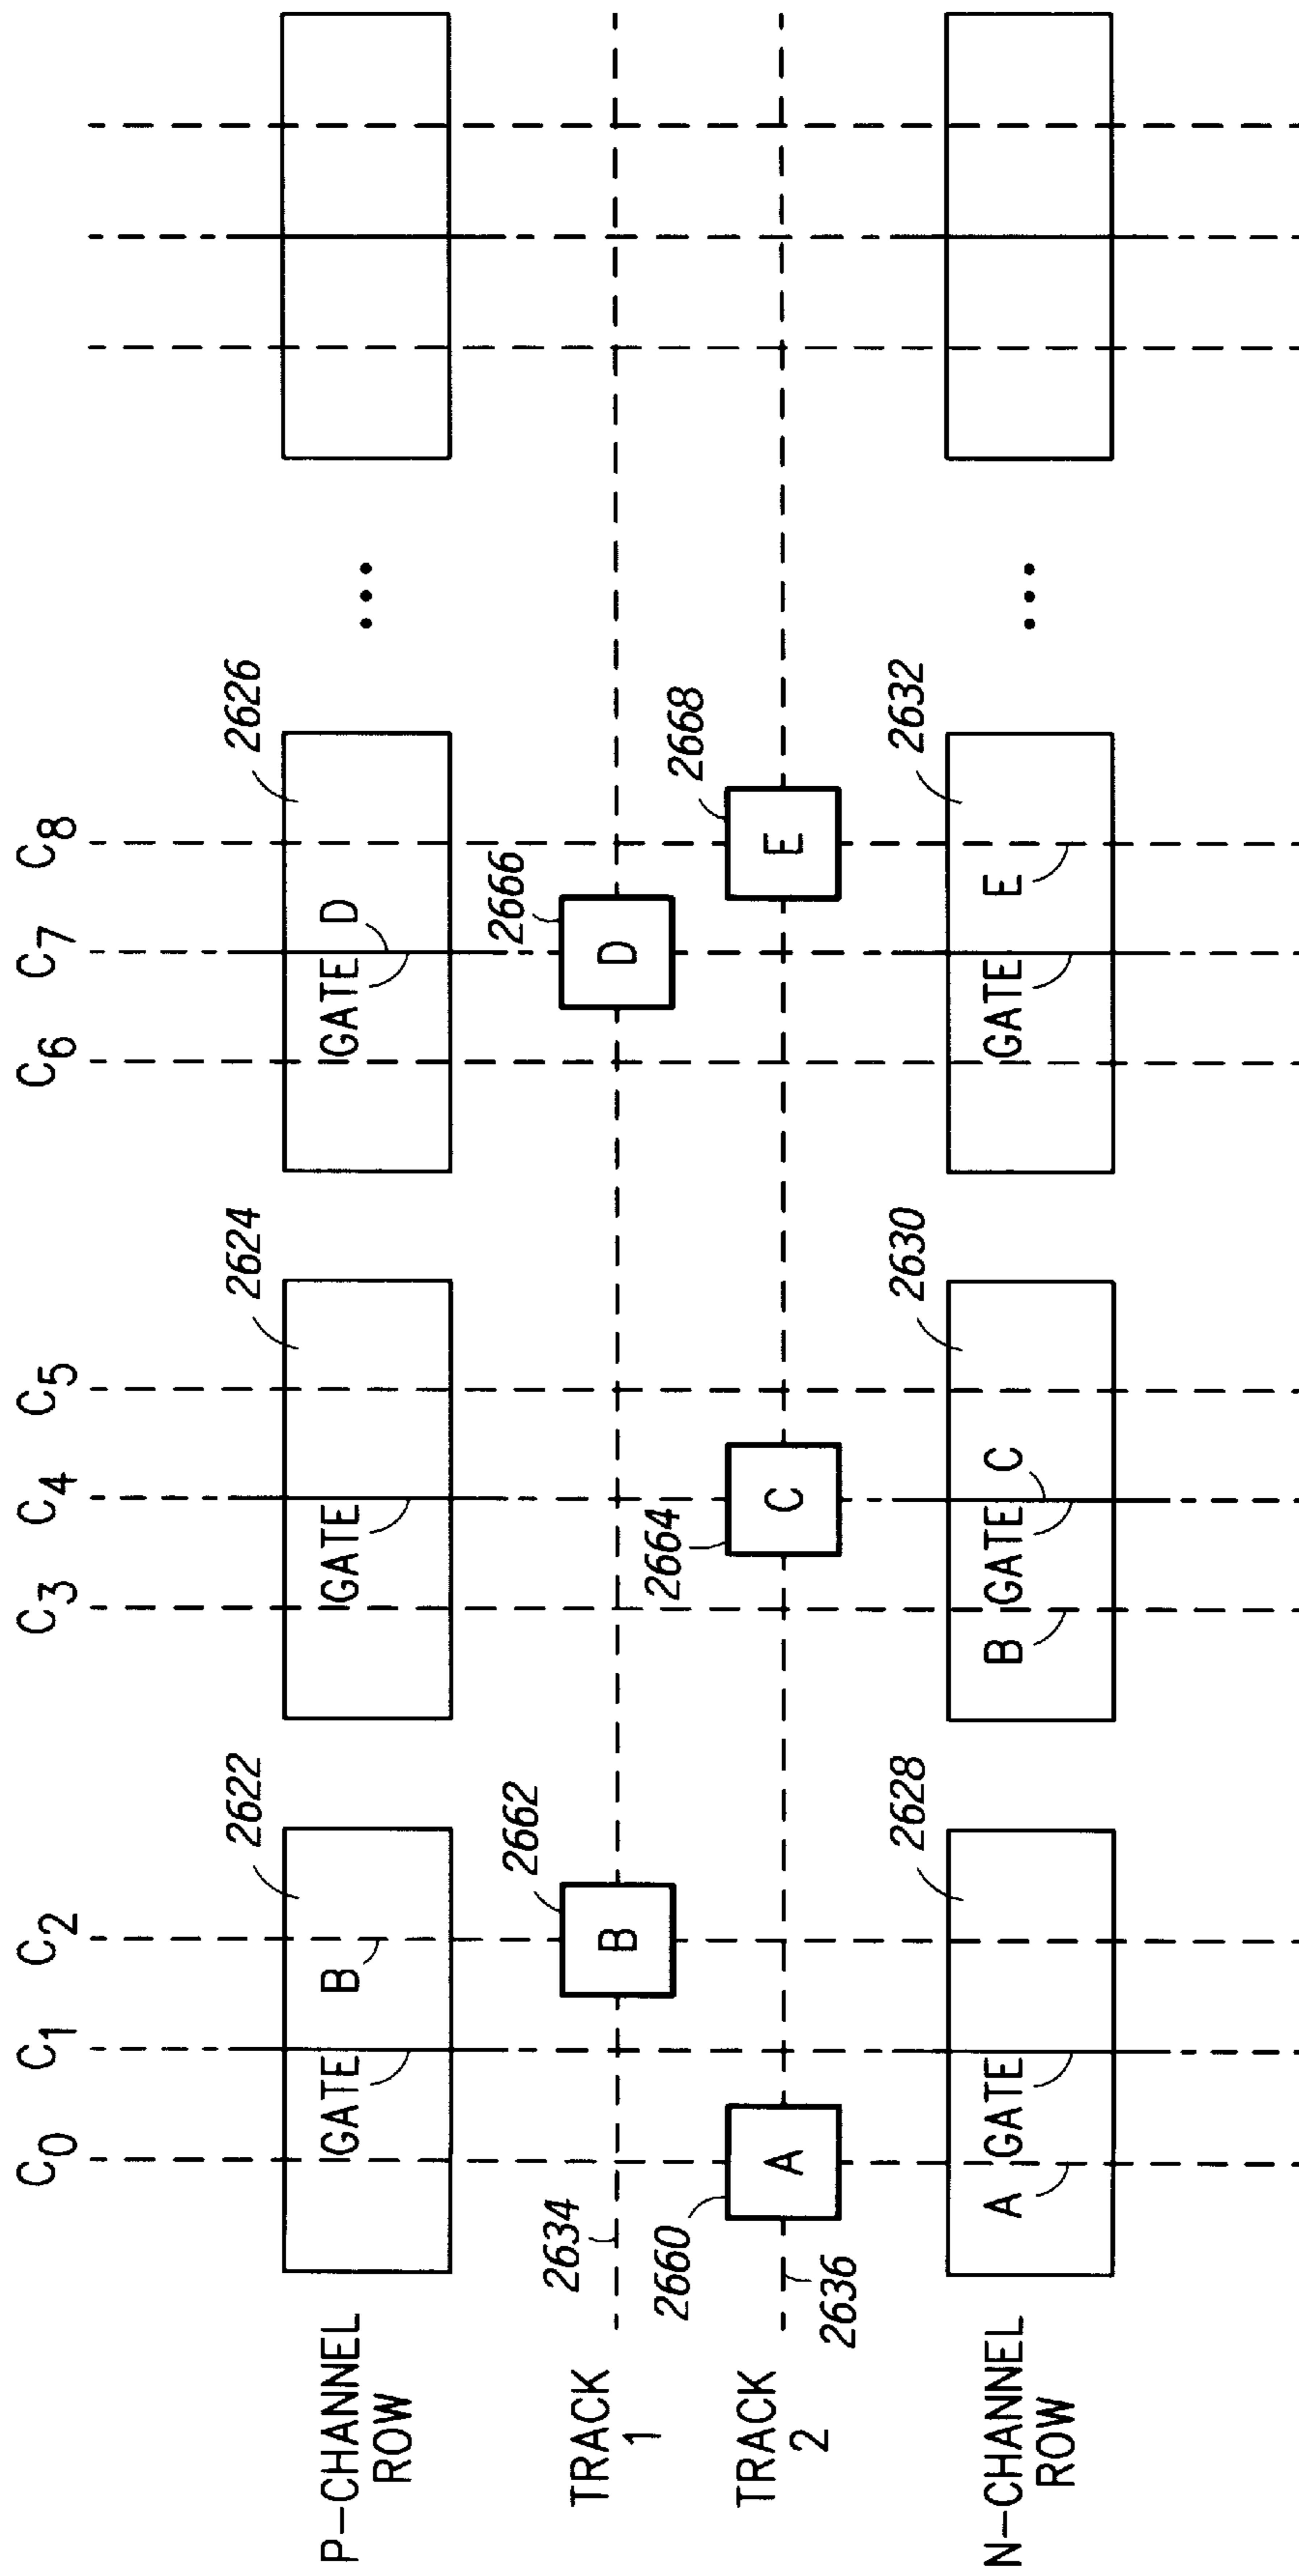 C0 C1 C2 C3 C4 C5 C6 C7 C8
P-CHANNEL
ROW
2622
GATE
B
2624
GATE
2626
GATE
D
...
TRACK
1
2634
B
2662
D
2666
TRACK
2
2636
A
2660
C
2664
E
2668
N-CHANNEL
ROW
2628
A
GATE
2630
B
GATE
C
2632
GATE
E
...